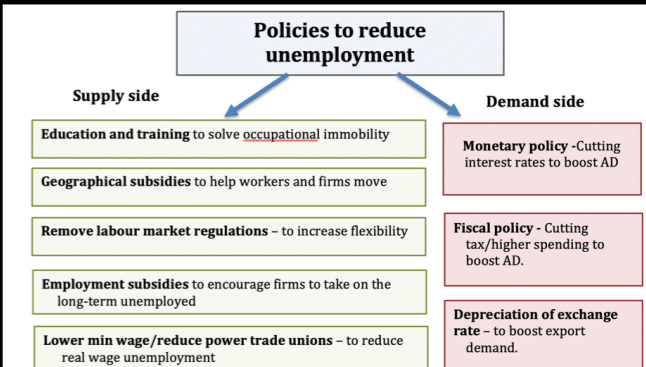 Policies to reduce
unemployment
Supply side
Education and training to solve occupational immobility
Geographical subsidies to help workers and firms move
Remove labour market regulations – to increase flexibility
Employment subsidies to encourage firms to take on the
long-term unemployed
Lower min wage/reduce power trade unions – to reduce
real wage unemployment
Demand side
Monetary policy -Cutting
interest rates to boost AD
Fiscal policy - Cutting
tax/higher spending to
boost AD.
Depreciation of exchange
rate – to boost export
demand.